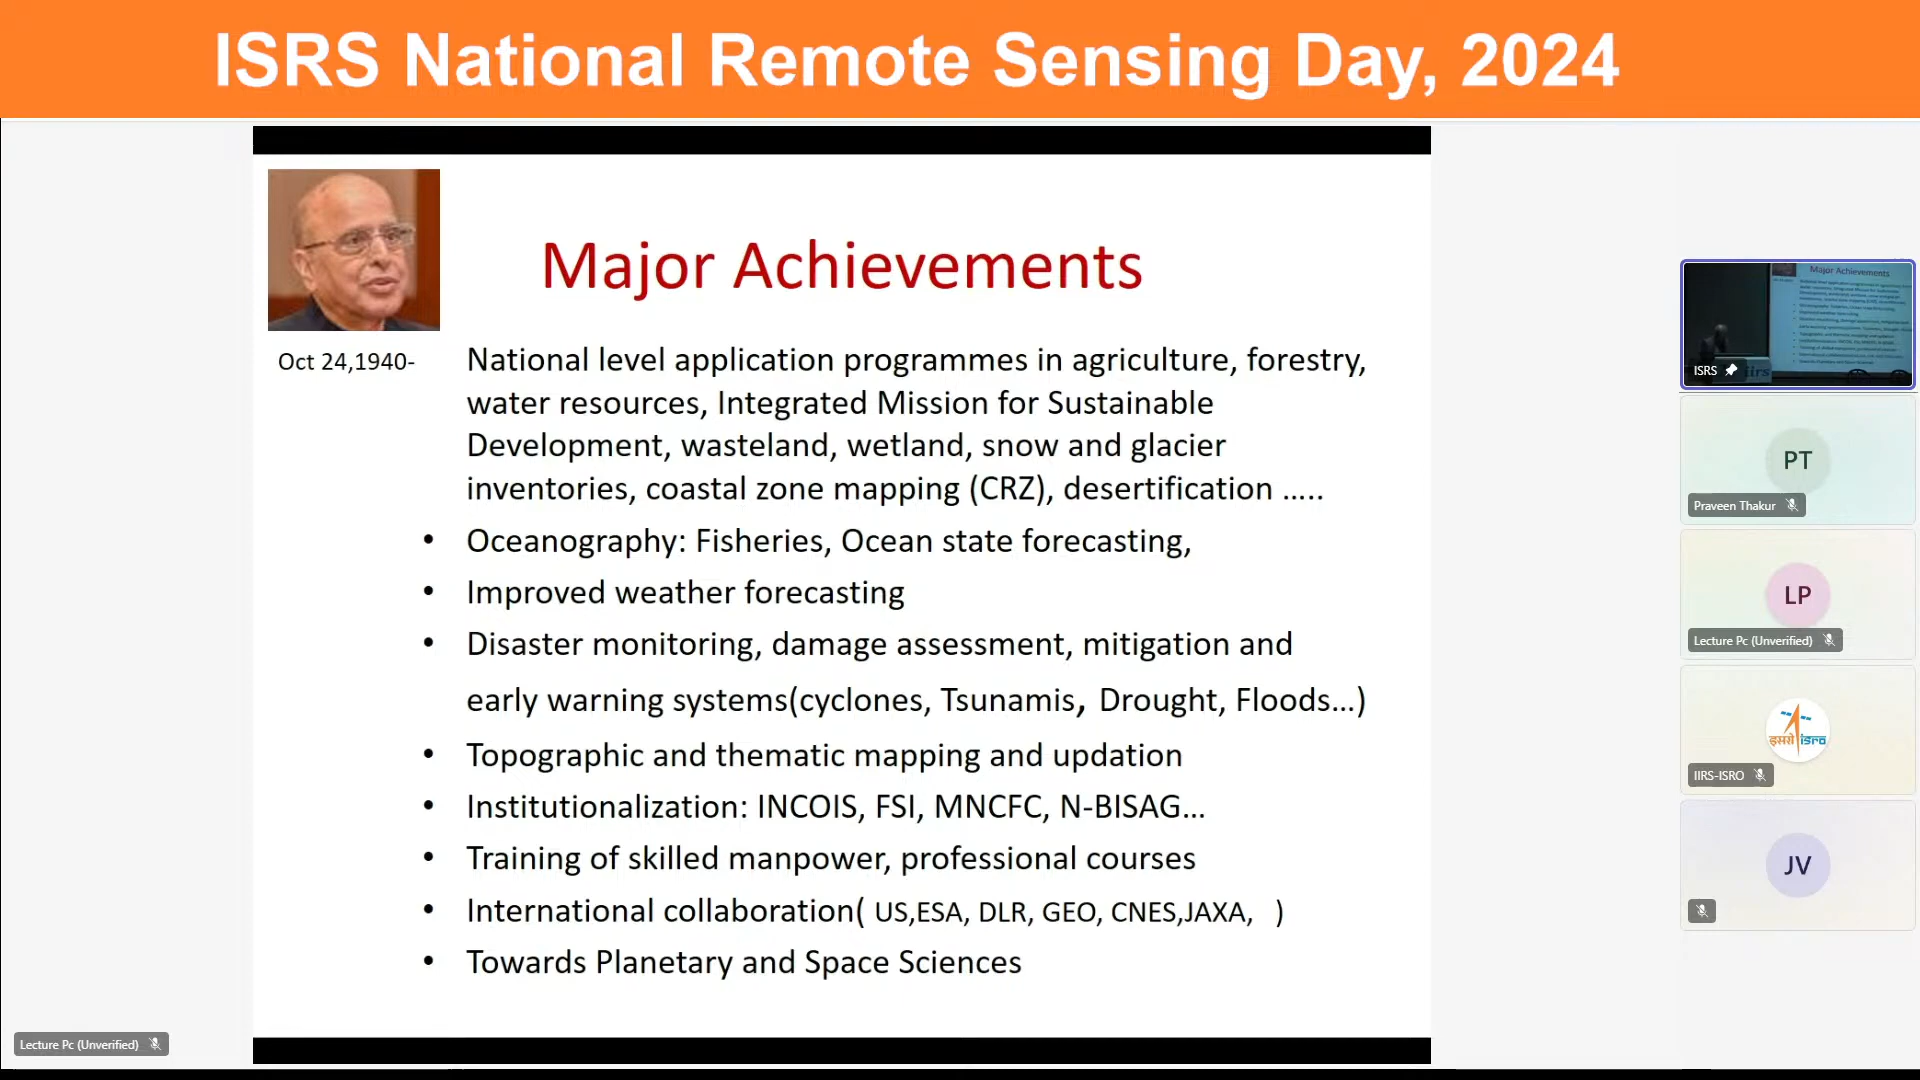 ISRS National Remote Sensing Day, 2024
Major Achievements
Oct 24,1940-
National level application programmes in agriculture, forestry,
water resources, Integrated Mission for Sustainable
Development, wasteland, wetland, snow and glacier
inventories, coastal zone mapping (CRZ), desertification .....
• Oceanography: Fisheries, Ocean state forecasting,
• Improved weather forecasting
• Disaster monitoring, damage assessment, mitigation and
early warning systems(cyclones, Tsunamis, Drought, Floods...)
• Topographic and thematic mapping and updation
• Institutionalization: INCOIS, FSI, MNCFC, N-BISAG...
• Training of skilled manpower, professional courses
• International collaboration( US,ESA, DLR, GEO, CNES,JAXA, )
• Towards Planetary and Space Sciences
Lecture Pc (Unverified)
Major Achievements
ISRS
iirs
PT
Praveen Thakur
LP
Lecture Pc (Unverified)
इसरो isro
IIRS-ISRO
JV